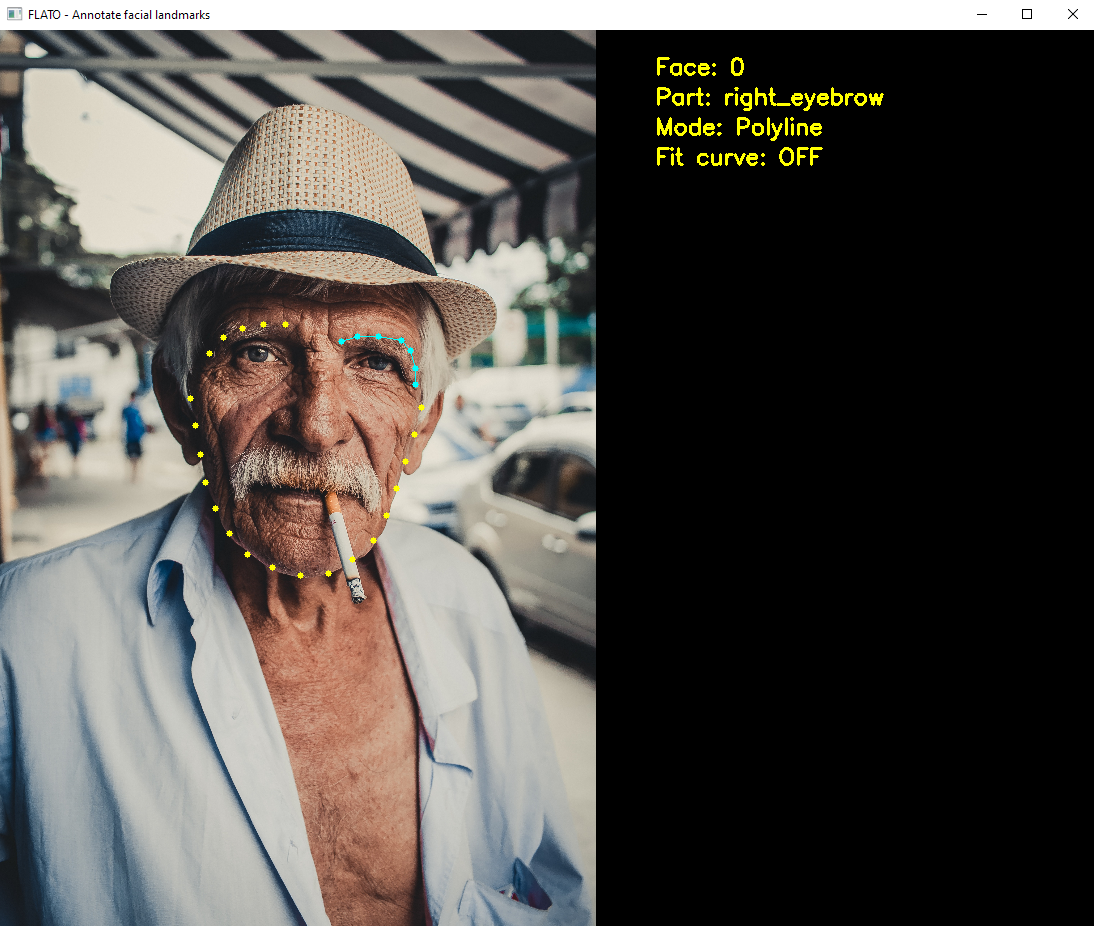 FLATO - Annotate facial landmarks
Face: 0
Part: right_eyebrow
Mode: Polyline
Fit curve: OFF